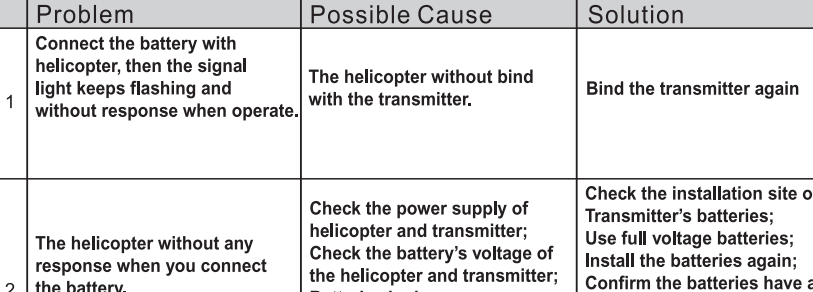 Problem
Possible Cause
Solution
1
Connect the battery with
helicopter, then the signal
light keeps flashing and
without response when operate.
The helicopter without bind
with the transmitter.
Bind the transmitter again
2
The helicopter without any
response when you connect
the battery.
Check the power supply of
helicopter and transmitter;
Check the battery's voltage of
the helicopter and transmitter;
Check the installation site o
Transmitter's batteries;
Use full voltage batteries;
Install the batteries again;
Confirm the batteries have a